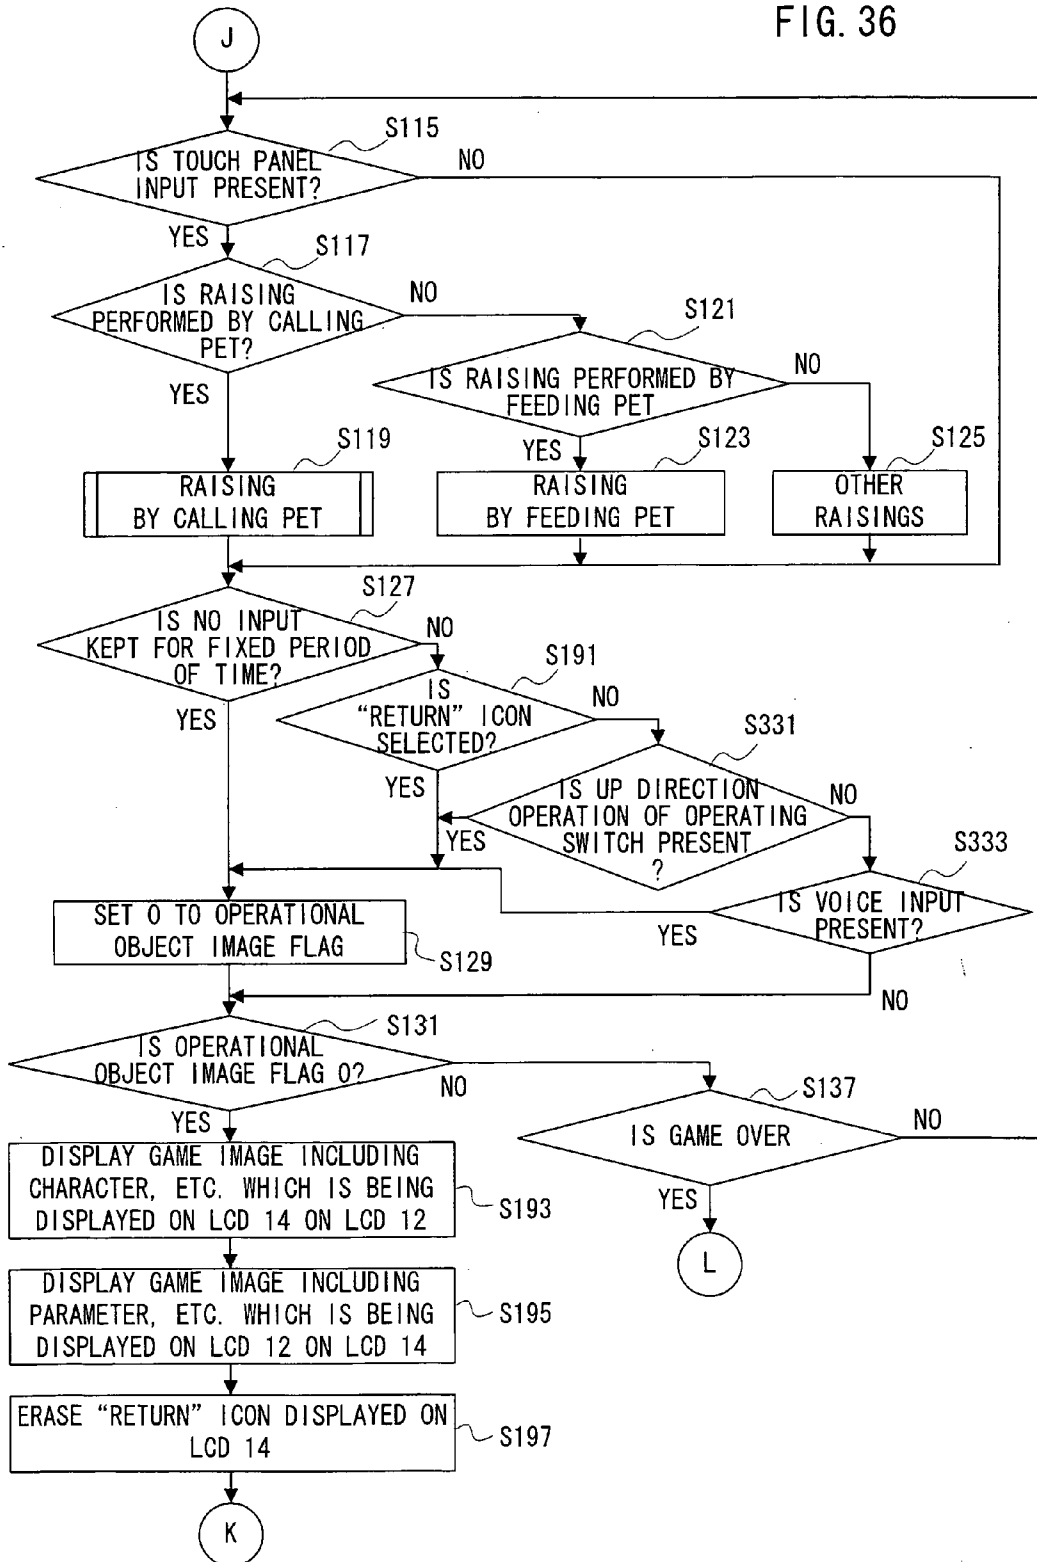 FIG. 36
J
S115
IS TOUCH PANEL
INPUT PRESENT?
NO
YES
S117
IS RAISING
PERFORMED BY CALLING
PET?
NO
YES
S121
IS RAISING PERFORMED BY
FEEDING PET
NO
YES
S119
RAISING
BY CALLING PET
S123
RAISING
BY FEEDING PET
S125
OTHER
RAISINGS
S127
IS NO INPUT
KEPT FOR FIXED PERIOD
OF TIME?
NO
YES
S191
IS
“RETURN” ICON
SELECTED?
NO
YES
S331
IS UP DIRECTION
OPERATION OF OPERATING
SWITCH PRESENT
?
NO
YES
S333
IS VOICE INPUT
PRESENT?
YES
NO
SET 0 TO OPERATIONAL
OBJECT IMAGE FLAG
S129
S131
IS OPERATIONAL
OBJECT IMAGE FLAG 0?
NO
YES
S137
IS GAME OVER
NO
YES
L
DISPLAY GAME IMAGE INCLUDING
CHARACTER, ETC. WHICH IS BEING
DISPLAYED ON LCD 14 ON LCD 12
S193
DISPLAY GAME IMAGE INCLUDING
PARAMETER, ETC. WHICH IS BEING
DISPLAYED ON LCD 12 ON LCD 14
S195
ERASE “RETURN” ICON DISPLAYED ON
LCD 14
S197
K